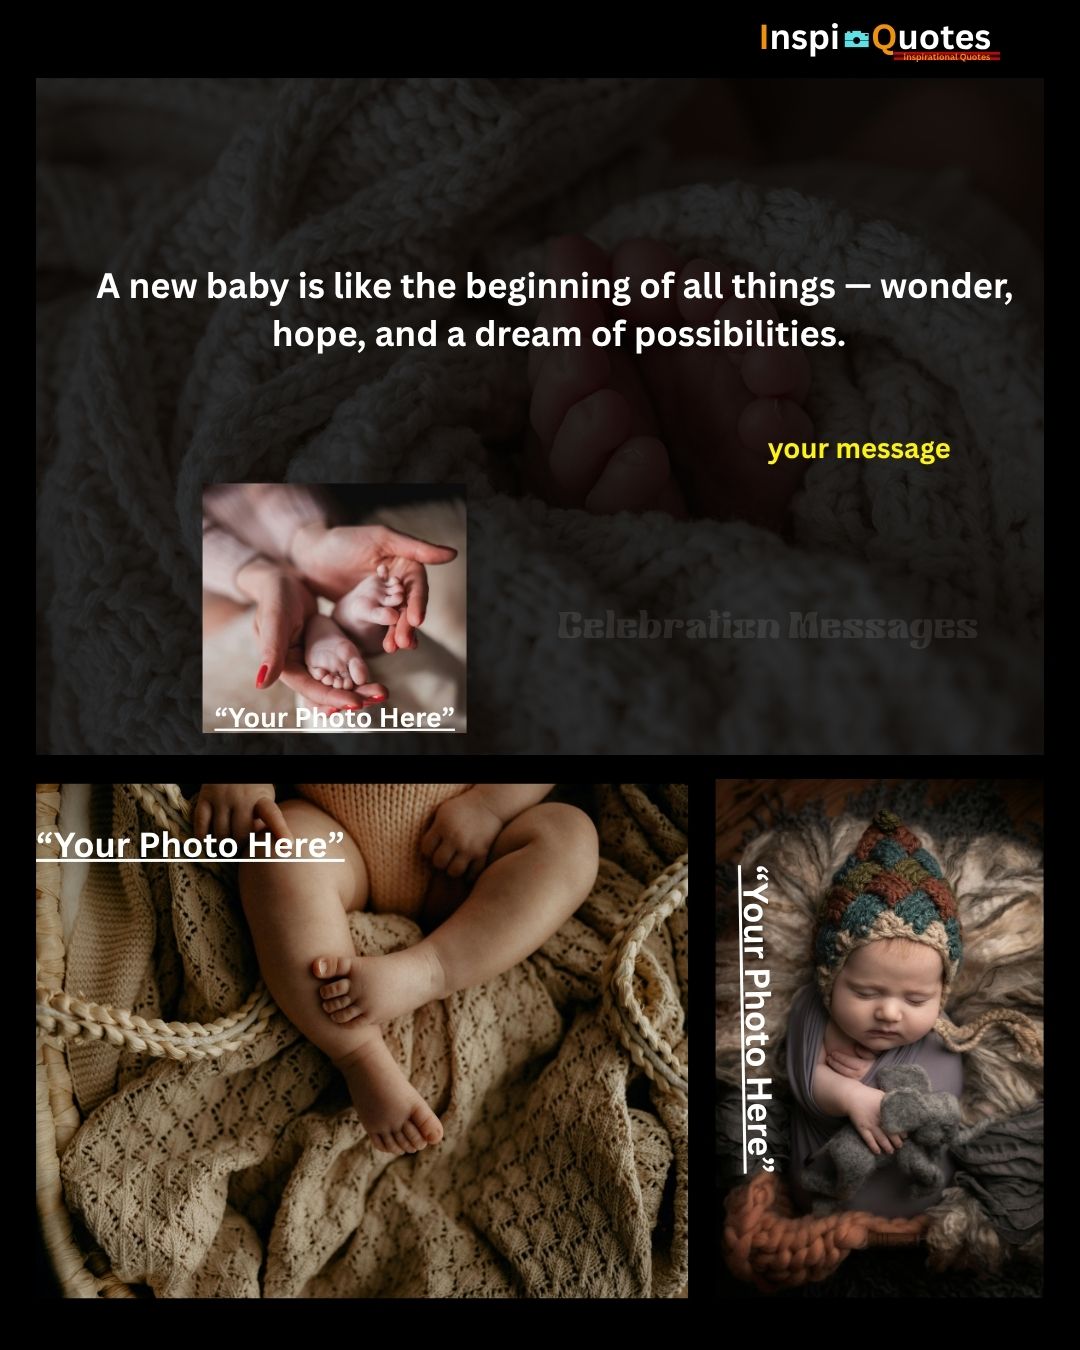 InspiQuotes
Inspirational Quotes
A new baby is like the beginning of all things — wonder,
hope, and a dream of possibilities.
your message
Celebration Messages
“Your Photo Here”
“Your Photo Here”
“Your Photo Here”